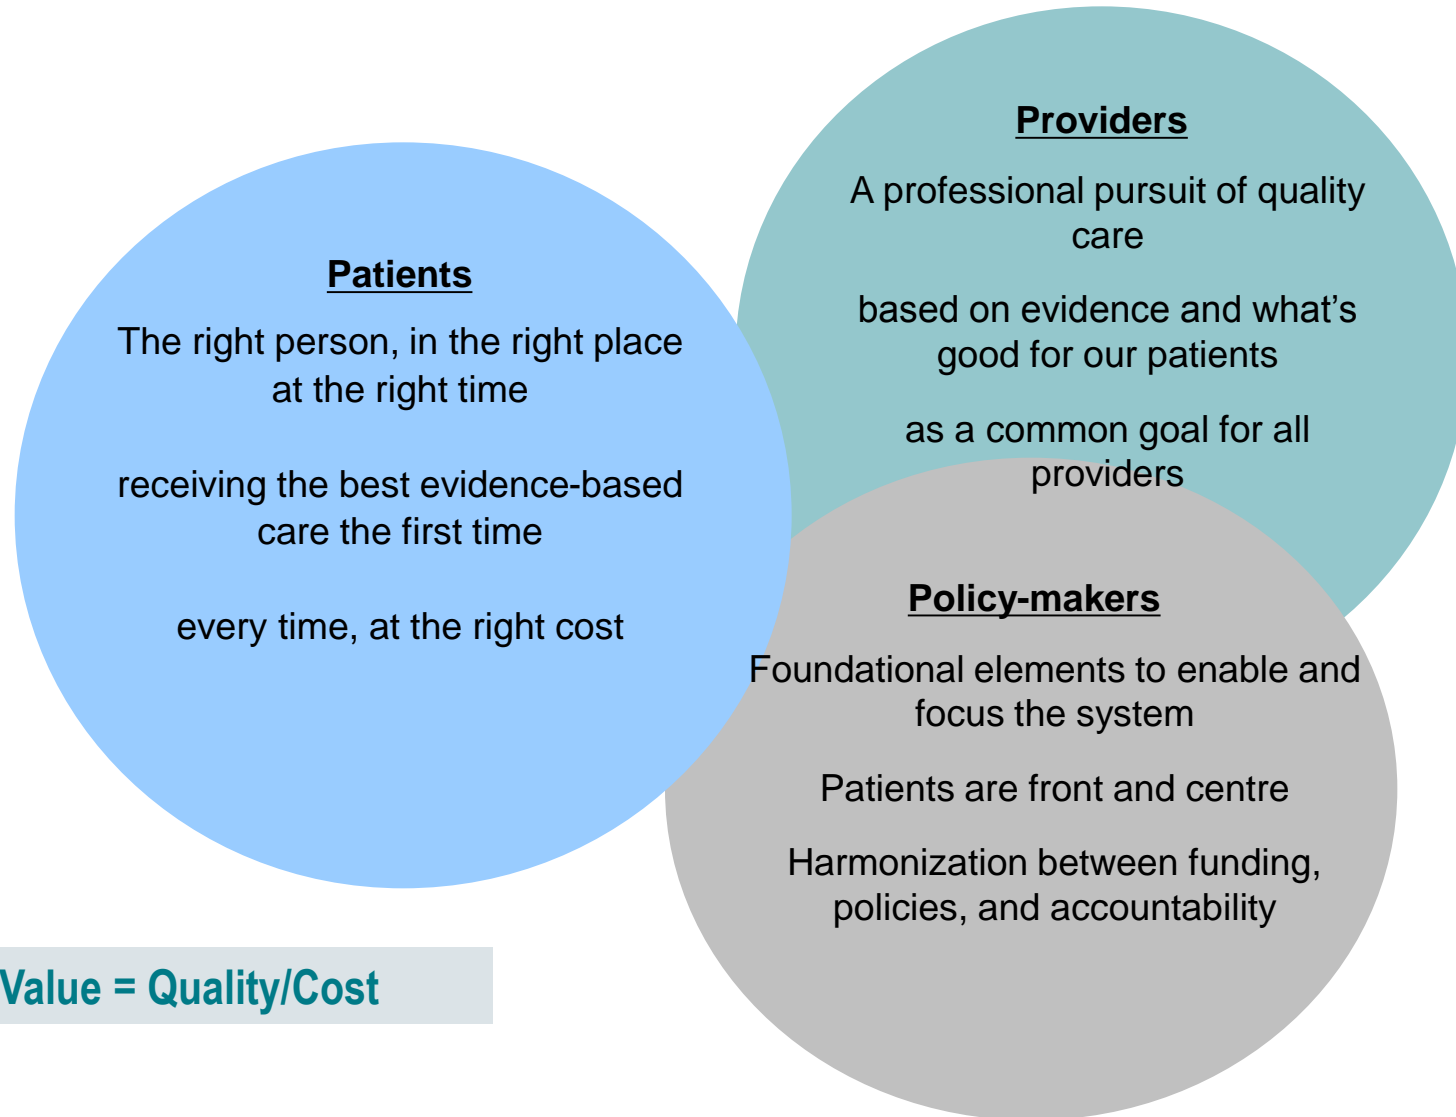 Patients
The right person, in the right place
at the right time
receiving the best evidence-based
care the first time
every time, at the right cost
Providers
A professional pursuit of quality
care
based on evidence and what’s
good for our patients
as a common goal for all
providers
Policy-makers
Foundational elements to enable and
focus the system
Patients are front and centre
Harmonization between funding,
policies, and accountability
Value = Quality/Cost